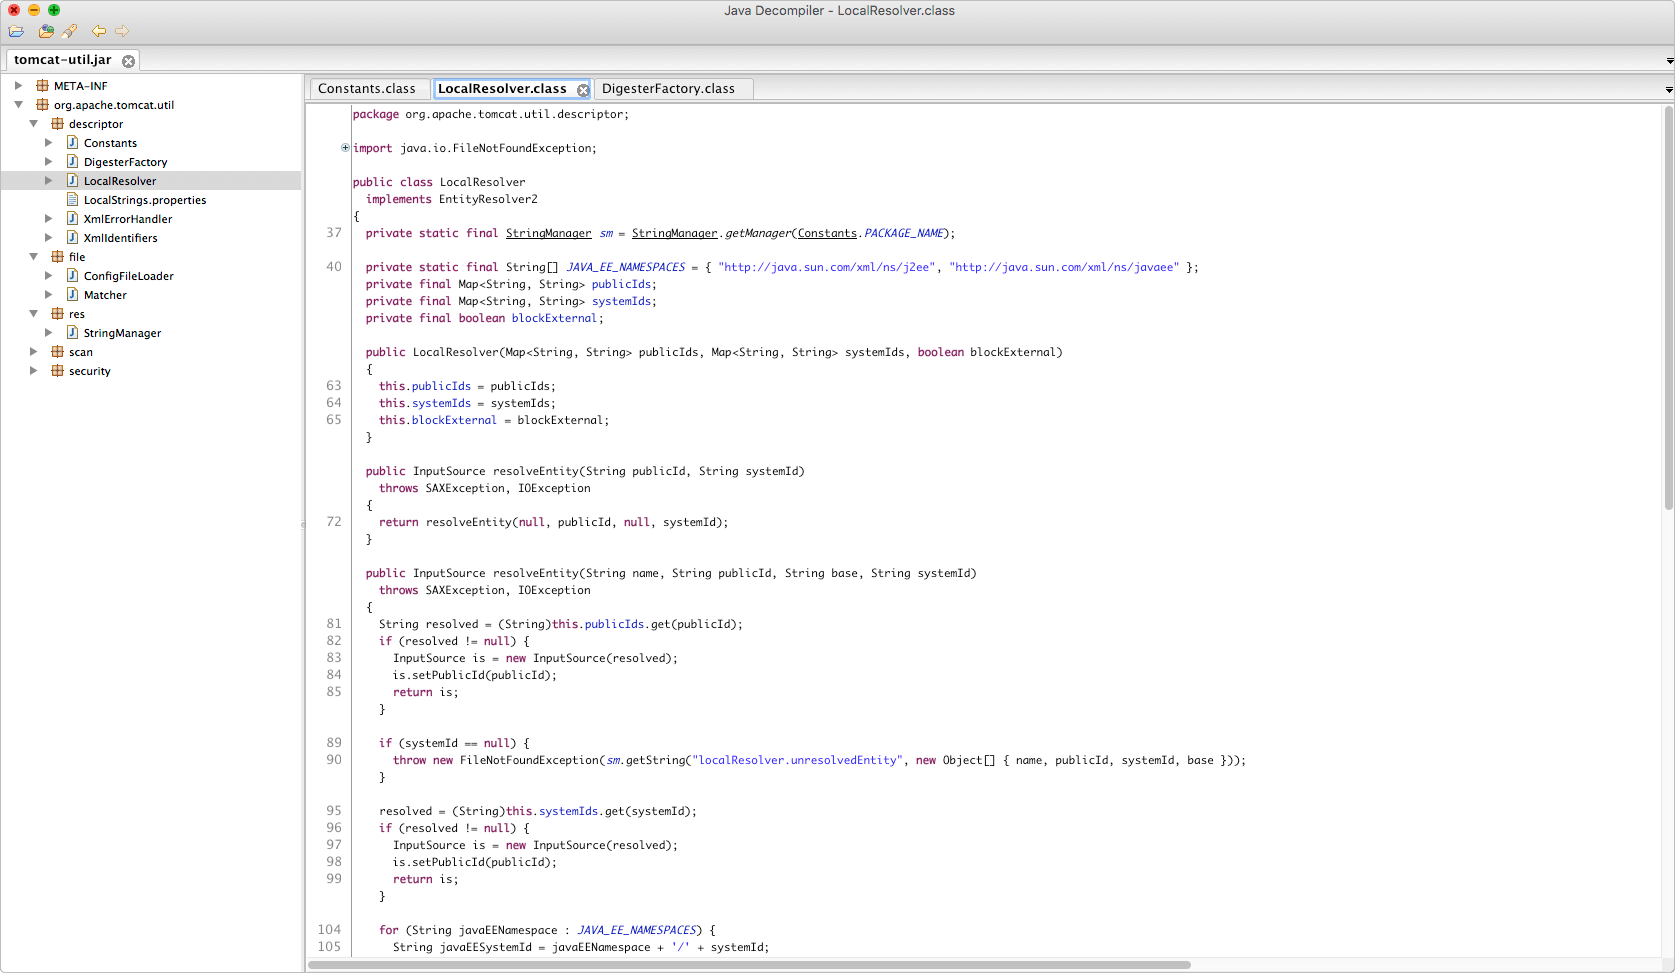 Java Decompiler - LocalResolver.class
tomcat-util.jar
META-INF
org.apache.tomcat.util
descriptor
Constants
DigesterFactory
LocalResolver
LocalStrings.properties
XmlErrorHandler
XmlIdentifiers
file
ConfigFileLoader
Matcher
res
StringManager
scan
security
Constants.class LocalResolver.class DigesterFactory.class
package org.apache.tomcat.util.descriptor;
import java.io.FileNotFoundException;
public class LocalResolver
implements EntityResolver2
{
37 private static final StringManager sm = StringManager.getManager(Constants.PACKAGE_NAME);
40 private static final String[] JAVA_EE_NAMESPACES = { "http://java.sun.com/xml/ns/j2ee", "http://java.sun.com/xml/ns/javaee" };
private final Map<String, String> publicIds;
private final Map<String, String> systemIds;
private final boolean blockExternal;
public LocalResolver(Map<String, String> publicIds, Map<String, String> systemIds, boolean blockExternal)
{
63 this.publicIds = publicIds;
64 this.systemIds = systemIds;
65 this.blockExternal = blockExternal;
}
public InputSource resolveEntity(String publicId, String systemId)
throws SAXException, IOException
{
72 return resolveEntity(null, publicId, null, systemId);
}
public InputSource resolveEntity(String name, String publicId, String base, String systemId)
throws SAXException, IOException
{
81 String resolved = (String)this.publicIds.get(publicId);
82 if (resolved != null) {
83 InputSource is = new InputSource(resolved);
84 is.setPublicId(publicId);
85 return is;
}
89 if (systemId == null) {
90 throw new FileNotFoundException(sm.getString("localResolver.unresolvedEntity", new Object[] { name, publicId, systemId, base }));
}
95 resolved = (String)this.systemIds.get(systemId);
96 if (resolved != null) {
97 InputSource is = new InputSource(resolved);
98 is.setPublicId(publicId);
99 return is;
}
104 for (String javaEENamespace : JAVA_EE_NAMESPACES) {
105 String javaEESystemId = javaEENamespace + '/' + systemId;